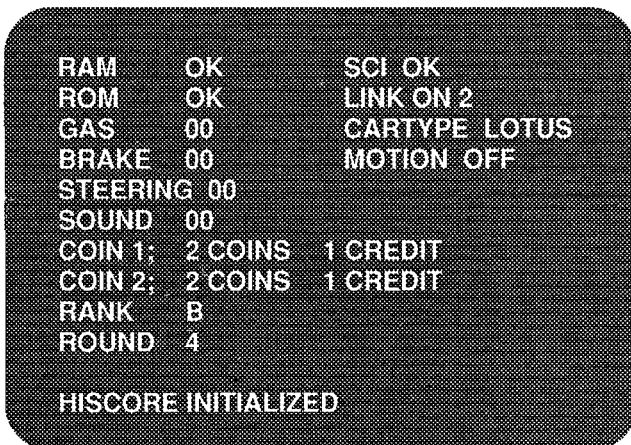 RAM OK SCI OK
ROM OK LINK ON 2
GAS 00 CARTYPE LOTUS
BRAKE 00 MOTION OFF
STEERING 00
SOUND 00
COIN 1; 2 COINS 1 CREDIT
COIN 2; 2 COINS 1 CREDIT
RANK B
ROUND 4
HISCORE INITIALIZED